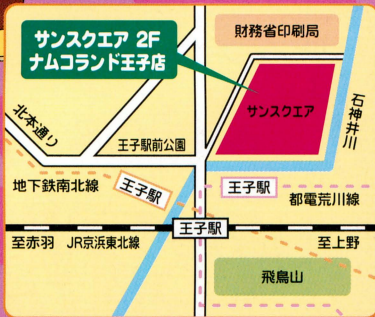 サンスクエア 2F
ナムコランド王子店
財務省印刷局
サンスクエア
石神井川
北本通り
王子駅前公園
地下鉄南北線
王子駅
王子駅
都電荒川線
王子駅
至赤羽 JR京浜東北線
至上野
飛鳥山